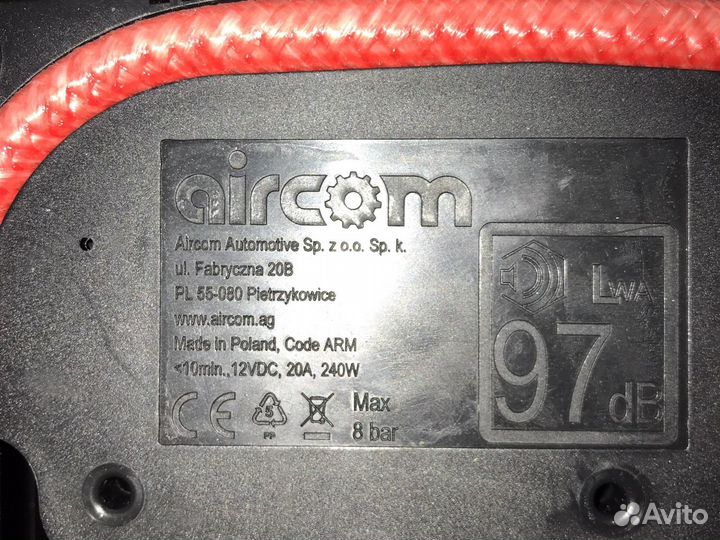 aircom
Aircom Automotive Sp. z o.o. Sp. k.
ul. Fabryczna 20B
PL 55-080 Pietrzykowice
www.aircom.ag
Made in Poland, Code ARM
<10min.,12VDC, 20A, 240W
CE 5 PP Max
8 bar
LWA
97 dB
Avito